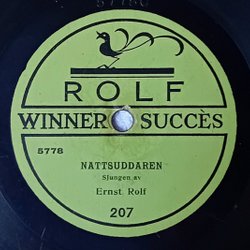 ROLF
WINNER SUCCÈS
5778
NATTSUDDAREN
Sjungen av
Ernst Rolf
207